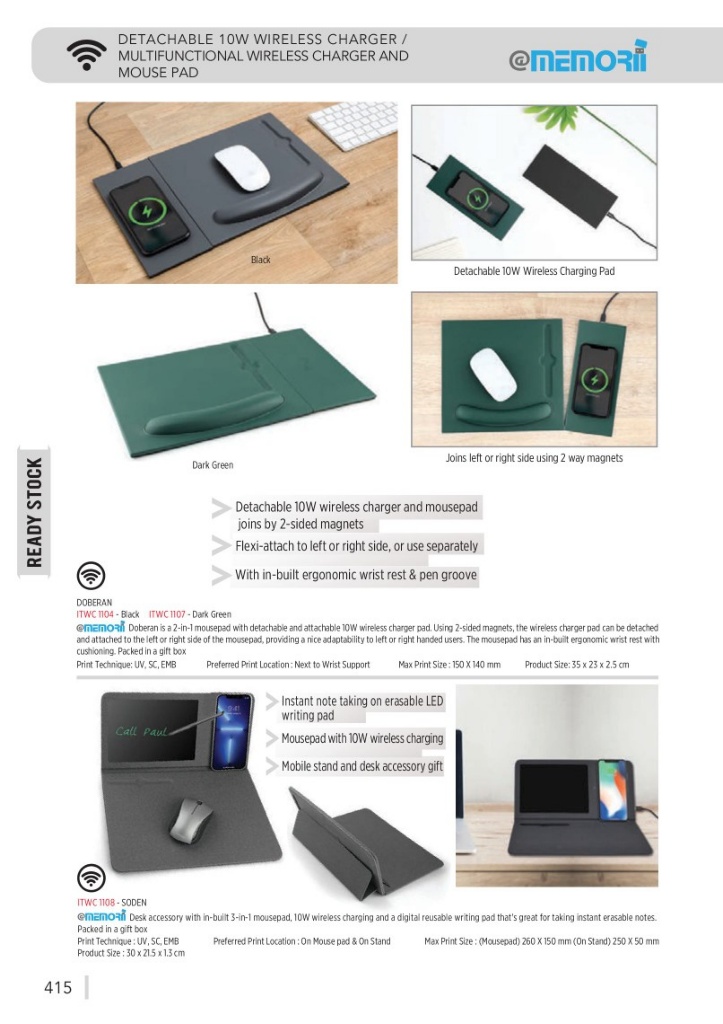 DETACHABLE 10W WIRELESS CHARGER /
MULTIFUNCTIONAL WIRELESS CHARGER AND
MOUSE PAD
@memorii
Black
Detachable 10W Wireless Charging Pad
Dark Green
Joins left or right side using 2 way magnets
READY STOCK
Detachable 10W wireless charger and mousepad
joins by 2-sided magnets
Flexi-attach to left or right side, or use separately
With in-built ergonomic wrist rest & pen groove
DOBERAN
ITWC 1104 - Black ITWC 1107 - Dark Green
@memorii Doberan is a 2-in-1 mousepad with detachable and attachable 10W wireless charger pad. Using 2-sided magnets, the wireless charger pad can be detached
and attached to the left or right side of the mousepad, providing a nice adaptability to left or right handed users. The mousepad has an in-built ergonomic wrist rest with
cushioning. Packed in a gift box
Print Technique: UV, SC, EMB Preferred Print Location : Next to Wrist Support Max Print Size : 150 X 140 mm Product Size: 35 x 23 x 2.5 cm
Call Paul
Instant note taking on erasable LED
writing pad
Mousepad with 10W wireless charging
Mobile stand and desk accessory gift
ITWC 1108 - SODEN
@memorii Desk accessory with in-built 3-in-1 mousepad, 10W wireless charging and a digital reusable writing pad that's great for taking instant erasable notes.
Packed in a gift box
Print Technique : UV, SC, EMB Preferred Print Location : On Mouse pad & On Stand Max Print Size : (Mousepad) 260 X 150 mm (On Stand) 250 X 50 mm
Product Size : 30 x 21.5 x 1.3 cm
415